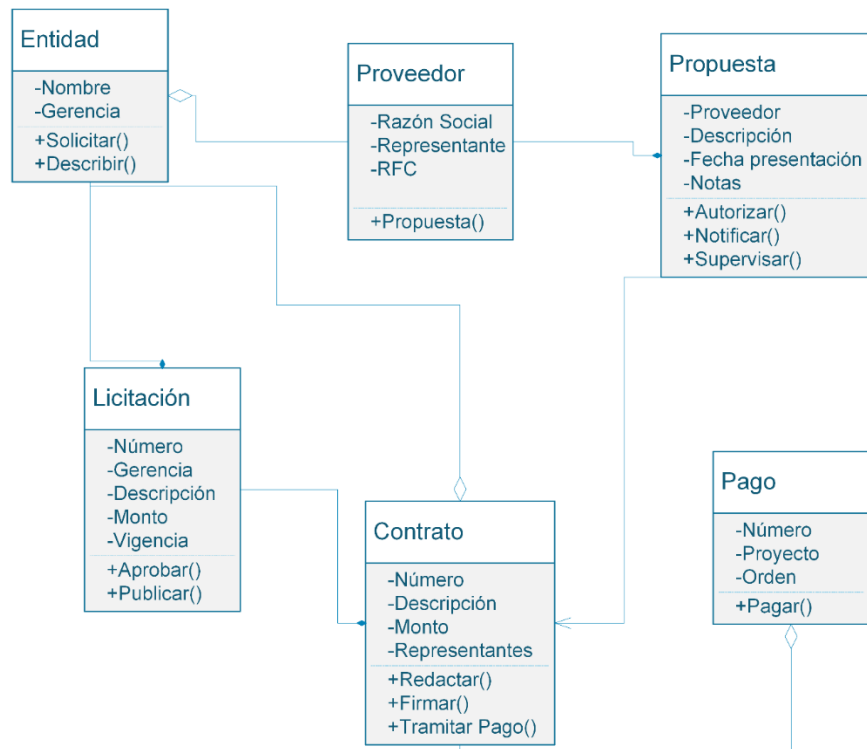 Entidad
-Nombre
-Gerencia
+Solicitar()
+Describir()
Proveedor
-Razón Social
-Representante
-RFC
+Propuesta()
Propuesta
-Proveedor
-Descripción
-Fecha presentación
-Notas
+Autorizar()
+Notificar()
+Supervisar()
Licitación
-Número
-Gerencia
-Descripción
-Monto
-Vigencia
+Aprobar()
+Publicar()
Contrato
-Número
-Descripción
-Monto
-Representantes
+Redactar()
+Firmar()
+Tramitar Pago()
Pago
-Número
-Proyecto
-Orden
+Pagar()